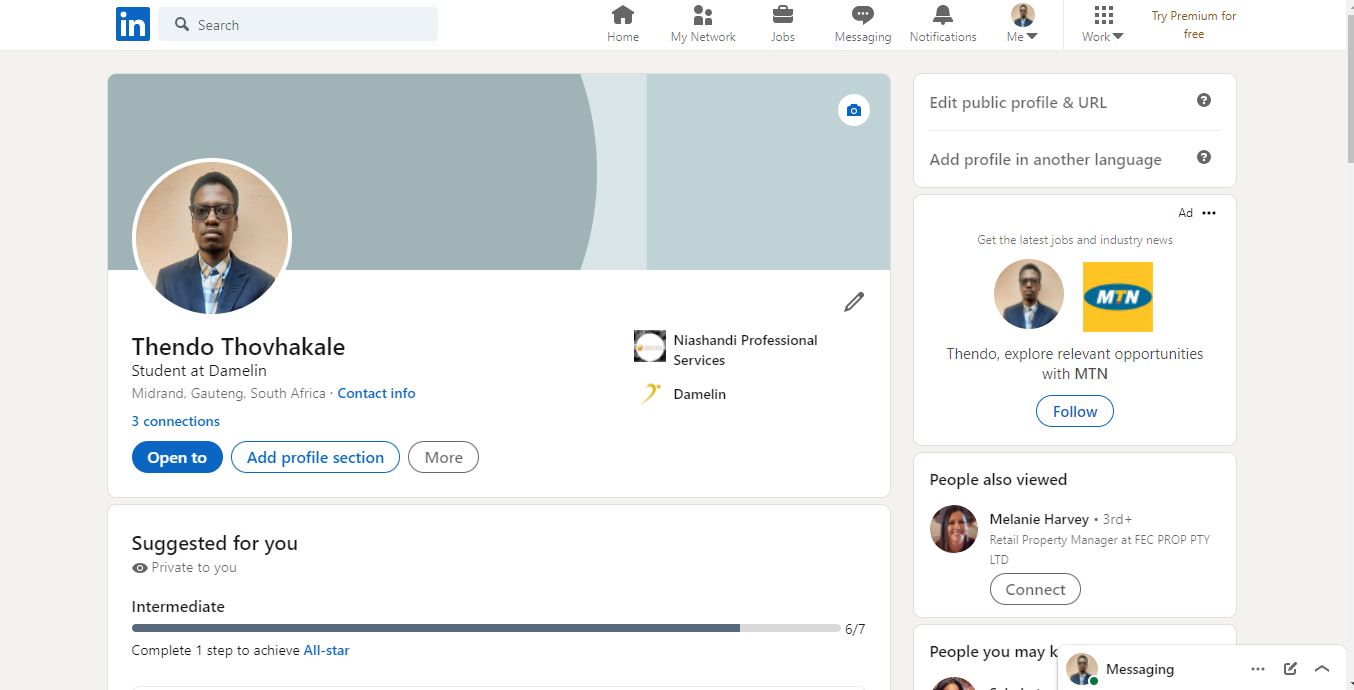 in
Search
Home
My Network
Jobs
Messaging
Notifications
Me
Work
Try Premium for
free
Thendo Thovhakale
Student at Damelin
Midrand, Gauteng, South Africa · Contact info
3 connections
Open to
Add profile section
More
Niashandi Professional
Services
Damelin
Suggested for you
Private to you
Intermediate
6/7
Complete 1 step to achieve All-star
Edit public profile & URL
Add profile in another language
Ad
Get the latest jobs and industry news
MTN
Thendo, explore relevant opportunities
with MTN
Follow
People also viewed
Melanie Harvey • 3rd+
Retail Property Manager at FEC PROP PTY
LTD
Connect
People you may
Messaging